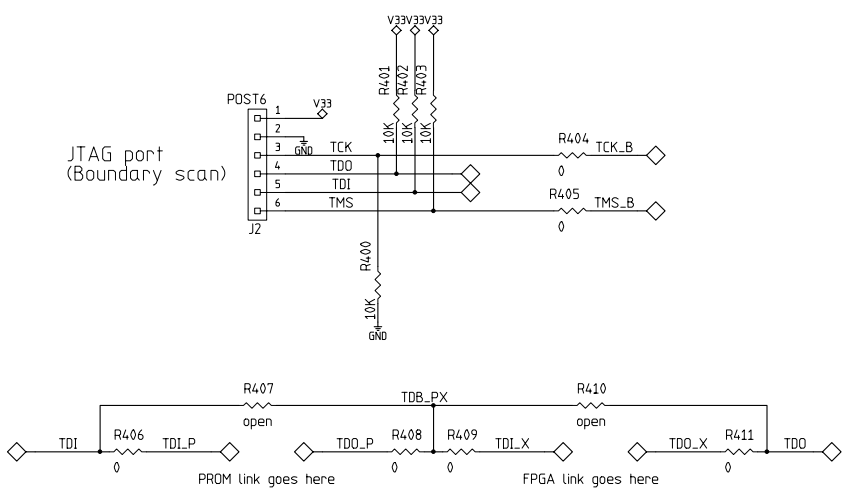 V33 V33 V33
R401 R402 R403
10K 10K 10K
POST6
1 V33
2 GND
3 TCK R404 TCK_B
0
4 TDO
5 TDI
6 TMS R405 TMS_B
0
J2
JTAG port
(Boundary scan)
R400
10K
GND
R407 TDB_PX R410
open open
TDI R406 TDI_P TDO_P R408 R409 TDI_X TDO_X R411 TDO
0 0 0 0
PROM link goes here FPGA link goes here